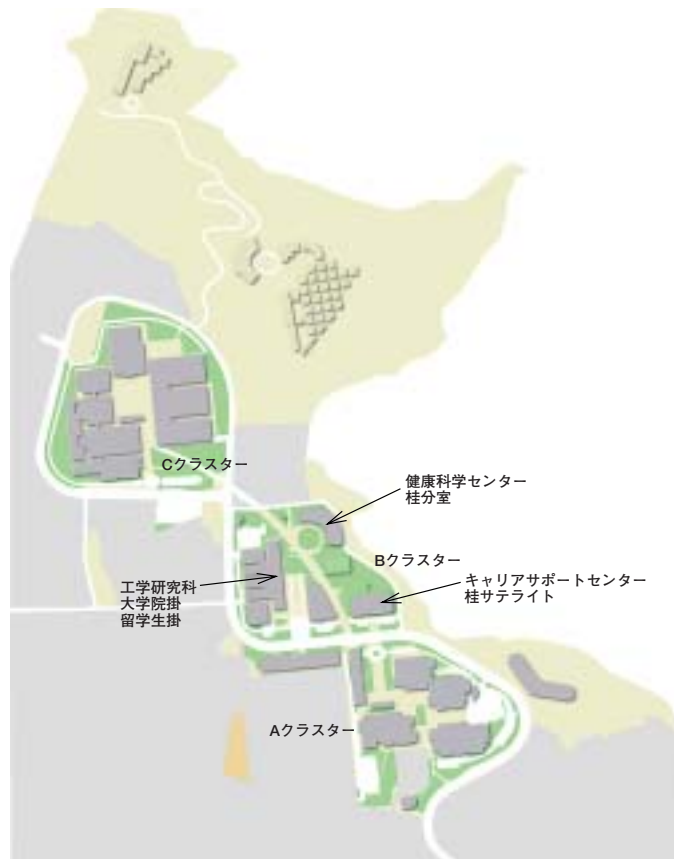 Cクラスター
健康科学センター
桂分室
Bクラスター
キャリアサポートセンター
桂サテライト
工学研究科
大学院掛
留学生掛
Aクラスター